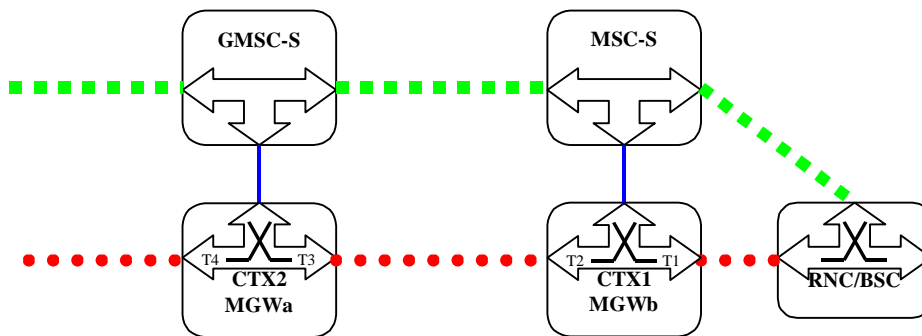 GMSC-S
MSC-S
T4
T3
CTX2
MGWa
T2
T1
CTX1
MGWb
RNC/BSC